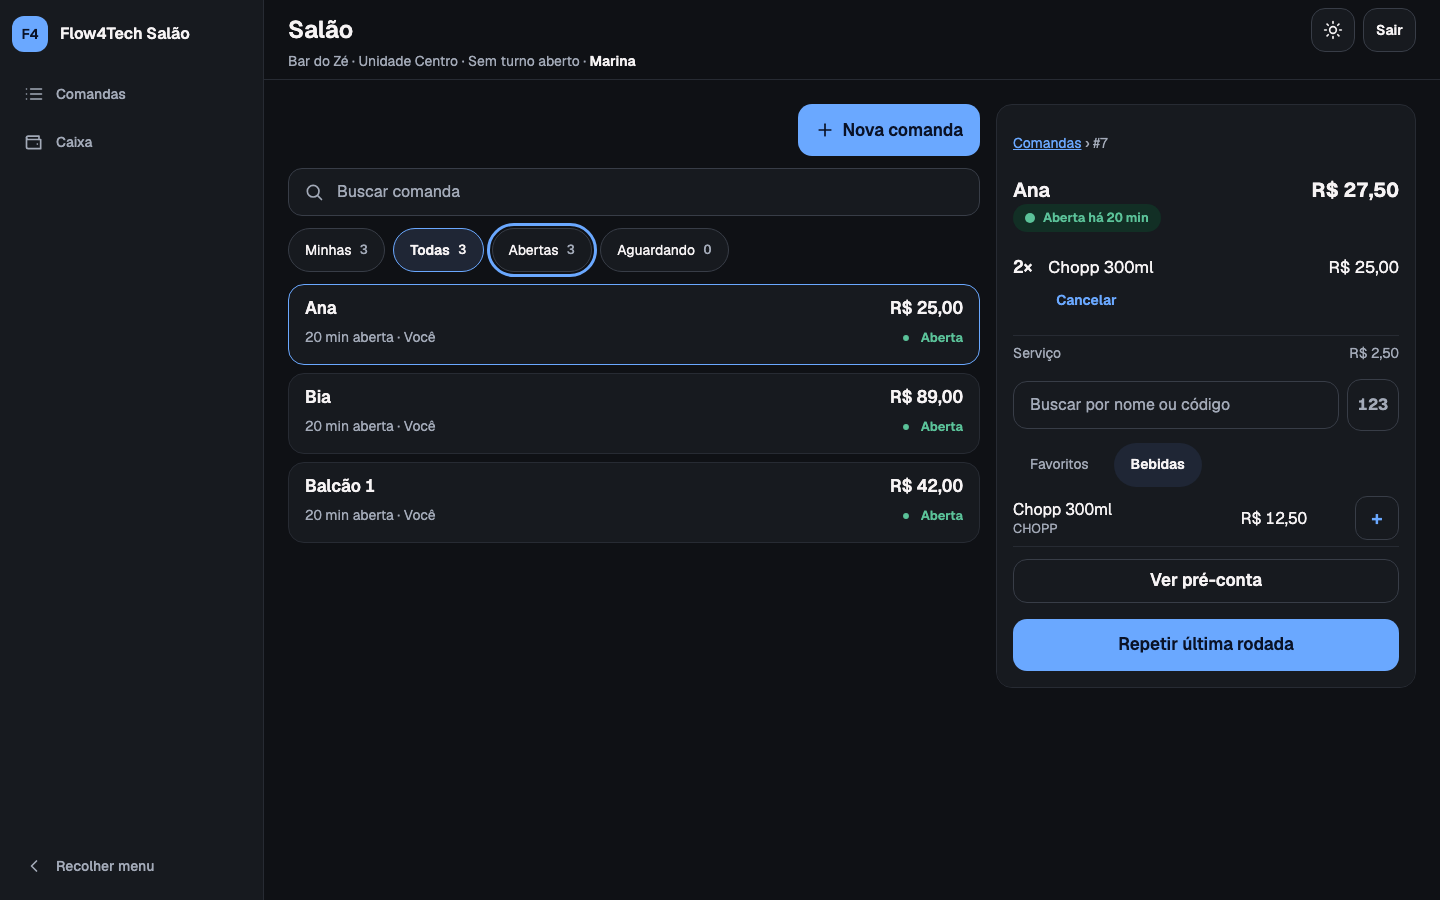 F4 Flow4Tech Salão
Comandas
Caixa
Recolher menu
Salão
Bar do Zé · Unidade Centro · Sem turno aberto · Marina
Sair
+ Nova comanda
Buscar comanda
Minhas 3 Todas 3 Abertas 3 Aguardando 0
Ana R$ 25,00
20 min aberta · Você Aberta
Bia R$ 89,00
20 min aberta · Você Aberta
Balcão 1 R$ 42,00
20 min aberta · Você Aberta
Comandas › #7
Ana R$ 27,50
Aberta há 20 min
2× Chopp 300ml R$ 25,00
Cancelar
Serviço R$ 2,50
Buscar por nome ou código 123
Favoritos Bebidas
Chopp 300ml R$ 12,50 +
CHOPP
Ver pré-conta
Repetir última rodada